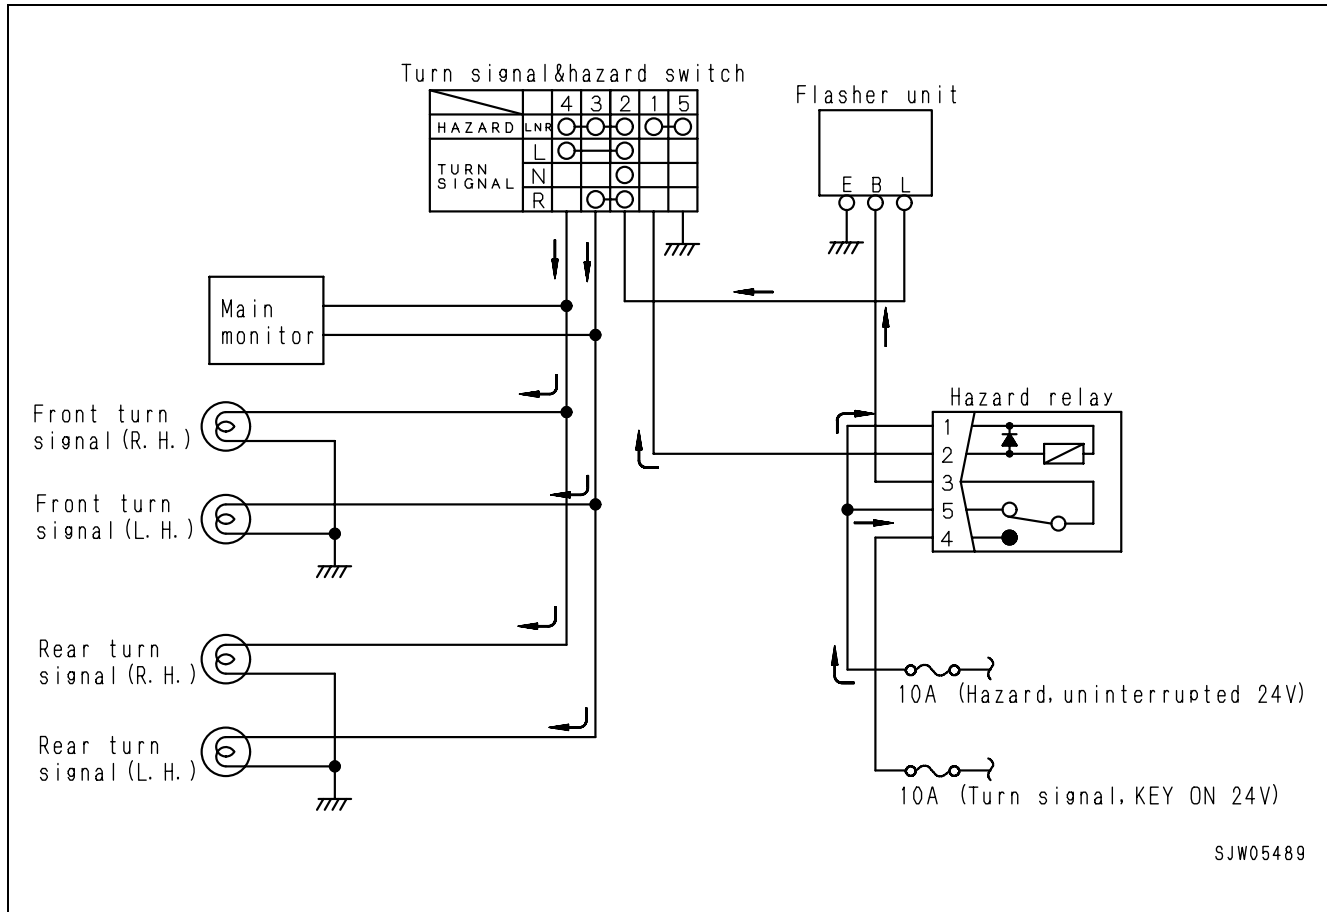 Turn signal&hazard switch
4 3 2 1 5
HAZARD LNR
TURN
SIGNAL
L
N
R
Flasher unit
E B L
Main
monitor
Hazard relay
1
2
3
5
4
Front turn
signal(R.H.)
Front turn
signal(L.H.)
Rear turn
signal(R.H.)
Rear turn
signal(L.H.)
10A (Hazard,uninterrupted 24V)
10A (Turn signal,KEY ON 24V)
SJW05489